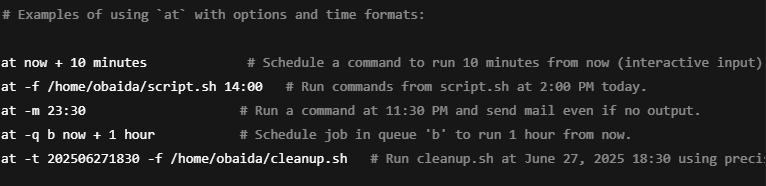 # Examples of using `at` with options and time formats:
at now + 10 minutes # Schedule a command to run 10 minutes from now (interactive input)
at -f /home/obaida/script.sh 14:00 # Run commands from script.sh at 2:00 PM today.
at -m 23:30 # Run a command at 11:30 PM and send mail even if no output.
at -q b now + 1 hour # Schedule job in queue 'b' to run 1 hour from now.
at -t 202506271830 -f /home/obaida/cleanup.sh # Run cleanup.sh at June 27, 2025 18:30 using